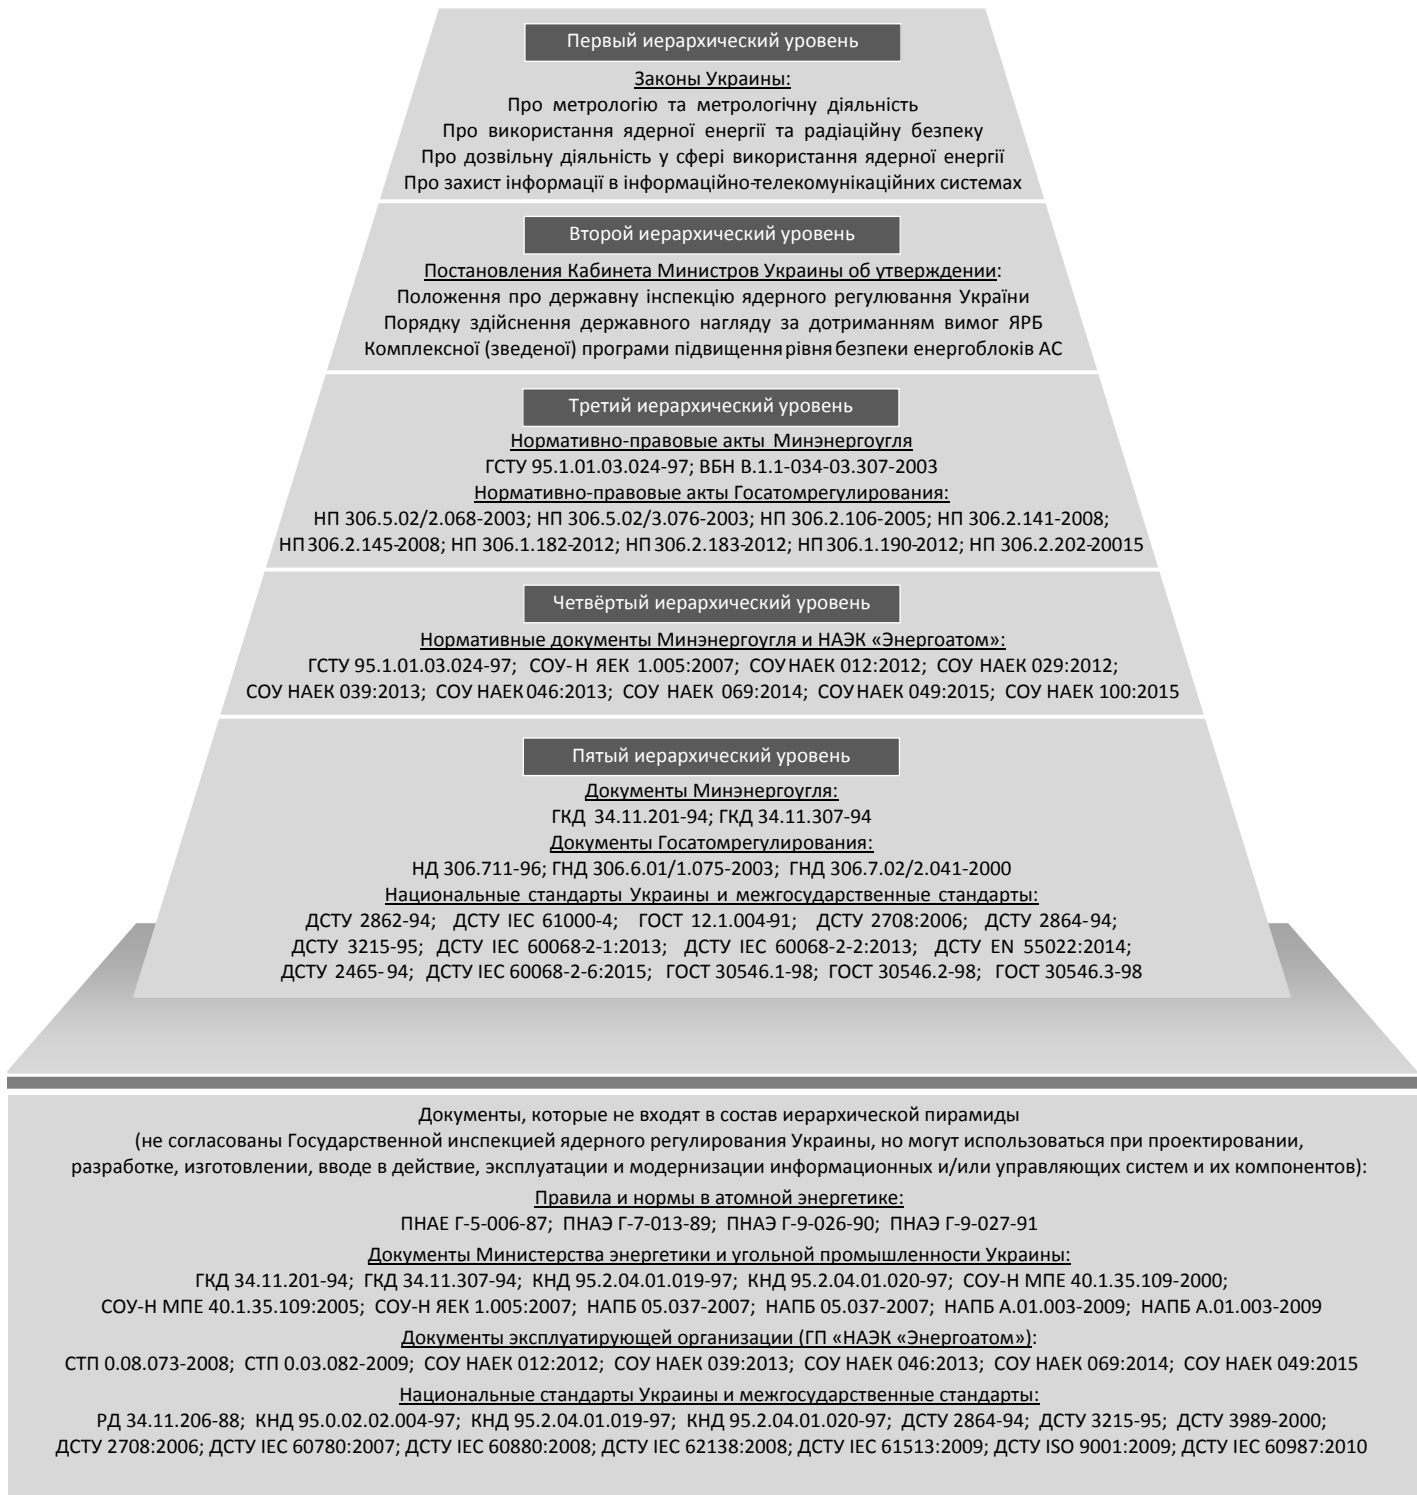 Первый иерархический уровень
Законы Украины:
Про метрологію та метрологічну діяльність
Про використання ядерної енергії та радіаційну безпеку
Про дозвільну діяльність у сфері використання ядерної енергії
Про захист інформації в інформаційно-телекомунікаційних системах
Второй иерархический уровень
Постановления Кабинета Министров Украины об утверждении:
Положення про державну інспекцію ядерного регулювання України
Порядку здійснення державного нагляду за дотриманням вимог ЯРБ
Комплексної (зведеної) програми підвищення рівня безпеки енергоблоків АС
Третий иерархический уровень
Нормативно-правовые акты Минэнергоугля
ГСТУ 95.1.01.03.024-97; ВБН В.1.1-034-03.307-2003
Нормативно-правовые акты Госатомрегулирования:
НП 306.5.02/2.068-2003; НП 306.5.02/3.076-2003; НП 306.2.106-2005; НП 306.2.141-2008;
НП 306.2.145-2008; НП 306.1.182-2012; НП 306.2.183-2012; НП 306.1.190-2012; НП 306.2.202-20015
Четвёртый иерархический уровень
Нормативные документы Минэнергоугля и НАЭК «Энергоатом»:
ГСТУ 95.1.01.03.024-97; СОУ-Н ЯЕК 1.005:2007; СОУ НАЕК 012:2012; СОУ НАЕК 029:2012;
СОУ НАЕК 039:2013; СОУ НАЕК 046:2013; СОУ НАЕК 069:2014; СОУ НАЕК 049:2015; СОУ НАЕК 100:2015
Пятый иерархический уровень
Документы Минэнергоугля:
ГКД 34.11.201-94; ГКД 34.11.307-94
Документы Госатомрегулирования:
НД 306.711-96; ГНД 306.6.01/1.075-2003; ГНД 306.7.02/2.041-2000
Национальные стандарты Украины и межгосударственные стандарты:
ДСТУ 2862-94; ДСТУ IEC 61000-4; ГОСТ 12.1.004-91; ДСТУ 2708:2006; ДСТУ 2864-94;
ДСТУ 3215-95; ДСТУ IEC 60068-2-1:2013; ДСТУ IEC 60068-2-2:2013; ДСТУ EN 55022:2014;
ДСТУ 2465-94; ДСТУ IEC 60068-2-6:2015; ГОСТ 30546.1-98; ГОСТ 30546.2-98; ГОСТ 30546.3-98
Документы, которые не входят в состав иерархической пирамиды
(не согласованы Государственной инспекцией ядерного регулирования Украины, но могут использоваться при проектировании,
разработке, изготовлении, вводе в действие, эксплуатации и модернизации информационных и/или управляющих систем и их компонентов):
Правила и нормы в атомной энергетике:
ПНАЕ Г-5-006-87; ПНАЭ Г-7-013-89; ПНАЭ Г-9-026-90; ПНАЭ Г-9-027-91
Документы Министерства энергетики и угольной промышленности Украины:
ГКД 34.11.201-94; ГКД 34.11.307-94; КНД 95.2.04.01.019-97; КНД 95.2.04.01.020-97; СОУ-Н МПЕ 40.1.35.109-2000;
СОУ-Н МПЕ 40.1.35.109:2005; СОУ-Н ЯЕК 1.005:2007; НАПБ 05.037-2007; НАПБ 05.037-2007; НАПБ А.01.003-2009; НАПБ А.01.003-2009
Документы эксплуатирующей организации (ГП «НАЭК «Энергоатом»):
СТП 0.08.073-2008; СТП 0.03.082-2009; СОУ НАЕК 012:2012; СОУ НАЕК 039:2013; СОУ НАЕК 046:2013; СОУ НАЕК 069:2014; СОУ НАЕК 049:2015
Национальные стандарты Украины и межгосударственные стандарты:
РД 34.11.206-88; КНД 95.0.02.02.004-97; КНД 95.2.04.01.019-97; КНД 95.2.04.01.020-97; ДСТУ 2864-94; ДСТУ 3215-95; ДСТУ 3989-2000;
ДСТУ 2708:2006; ДСТУ IEC 60780:2007; ДСТУ IEC 60880:2008; ДСТУ IEC 62138:2008; ДСТУ IEC 61513:2009; ДСТУ ISO 9001:2009; ДСТУ IEC 60987:2010